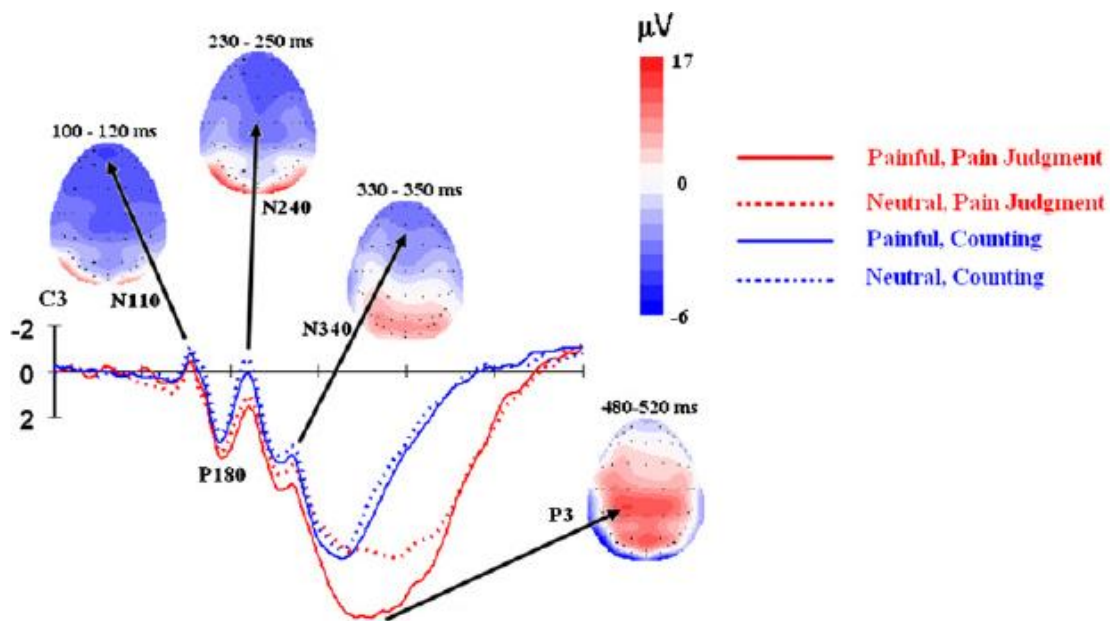 230 - 250 ms
μV
17
100 - 120 ms
Painful, Pain Judgment
330 - 350 ms
0
Neutral, Pain Judgment
N240
Painful, Counting
C3
N110
Neutral, Counting
-2
N340
-6
0
480-520 ms
2
P180
P3